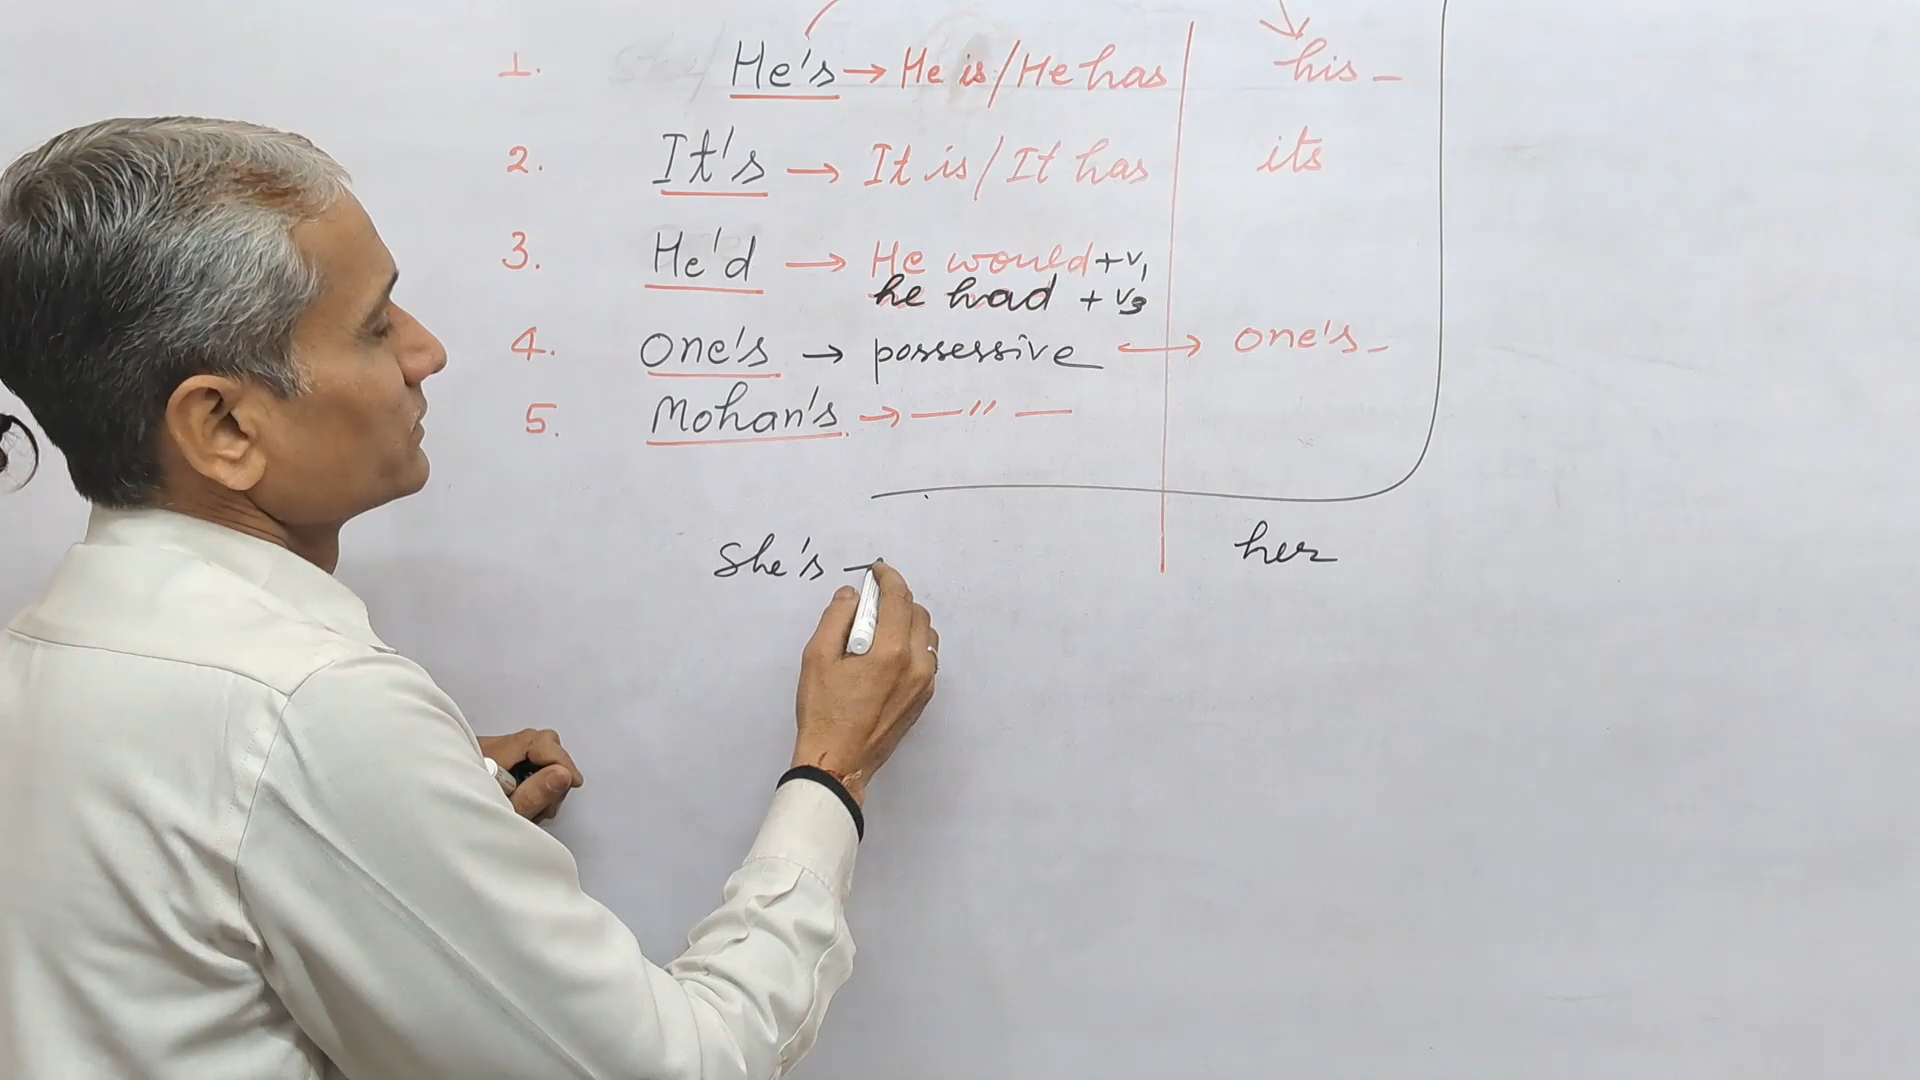 1. He's → He is / He has his –
2. It's → It is / It has its
3. He'd → He would + v1
he had + v3
4. One's → possessive ↔ one's –
5. Mohan's → — " —
She's – her